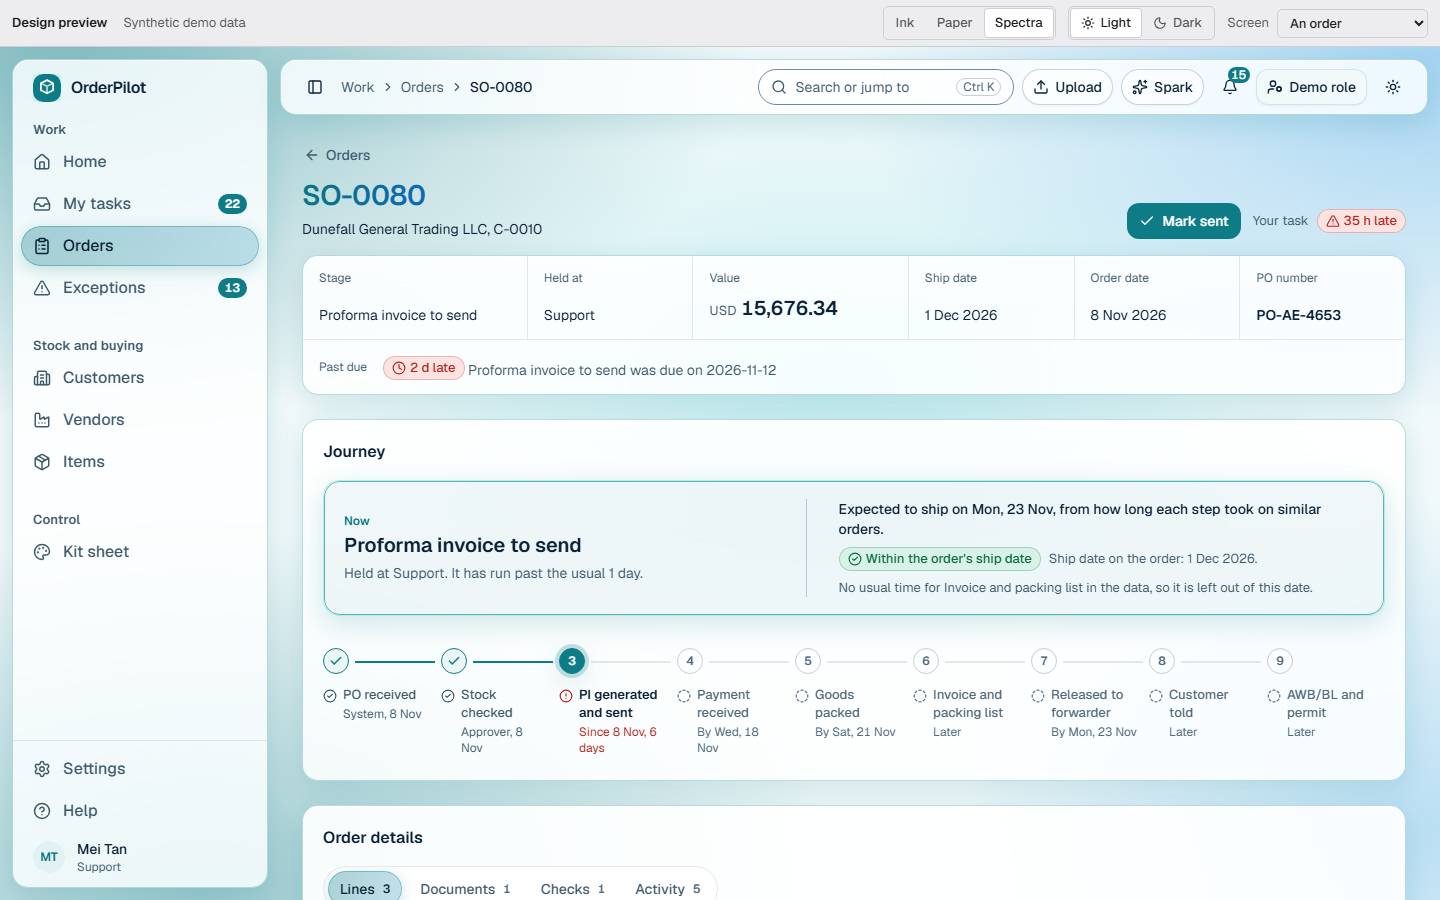 Design preview Synthetic demo data Ink Paper Spectra Light Dark Screen An order
OrderPilot
Work
Home
My tasks 22
Orders
Exceptions 13
Stock and buying
Customers
Vendors
Items
Control
Kit sheet
Settings
Help
MT Mei Tan
Support
Work > Orders > SO-0080 Search or jump to Ctrl K Upload Spark 15 Demo role
Orders
SO-0080
Dunefall General Trading LLC, C-0010
Mark sent Your task 35 h late
Stage Held at Value Ship date Order date PO number
Proforma invoice to send Support USD 15,676.34 1 Dec 2026 8 Nov 2026 PO-AE-4653
Past due 2 d late Proforma invoice to send was due on 2026-11-12
Journey
Now
Proforma invoice to send
Held at Support. It has run past the usual 1 day.
Expected to ship on Mon, 23 Nov, from how long each step took on similar
orders.
Within the order's ship date Ship date on the order: 1 Dec 2026.
No usual time for Invoice and packing list in the data, so it is left out of this date.
3 4 5 6 7 8 9
PO received
System, 8 Nov
Stock
checked
Approver, 8
Nov
PI generated
and sent
Since 8 Nov, 6
days
Payment
received
By Wed, 18
Nov
Goods
packed
By Sat, 21 Nov
Invoice and
packing list
Later
Released to
forwarder
By Mon, 23 Nov
Customer
told
Later
AWB/BL and
permit
Later
Order details
Lines 3 Documents 1 Checks 1 Activity 5